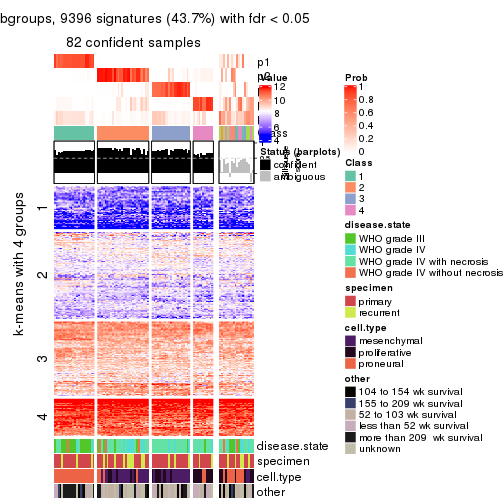 bgroups, 9396 signatures (43.7%) with fdr < 0.05
82 confident samples
p1
Value
12
10
8
6
4
Prob
1
0.8
0.6
0.4
0.2
0
Status (barplots)
confident
ambiguous
Class
1
2
3
4
k-means with 4 groups
1
2
3
4
disease.state
WHO grade III
WHO grade IV
WHO grade IV with necrosis
WHO grade IV without necrosis
specimen
primary
recurrent
cell.type
mesenchymal
proliferative
proneural
other
104 to 154 wk survival
155 to 209 wk survival
52 to 103 wk survival
less than 52 wk survival
more than 209 wk survival
unknown
disease.state
specimen
cell.type
other